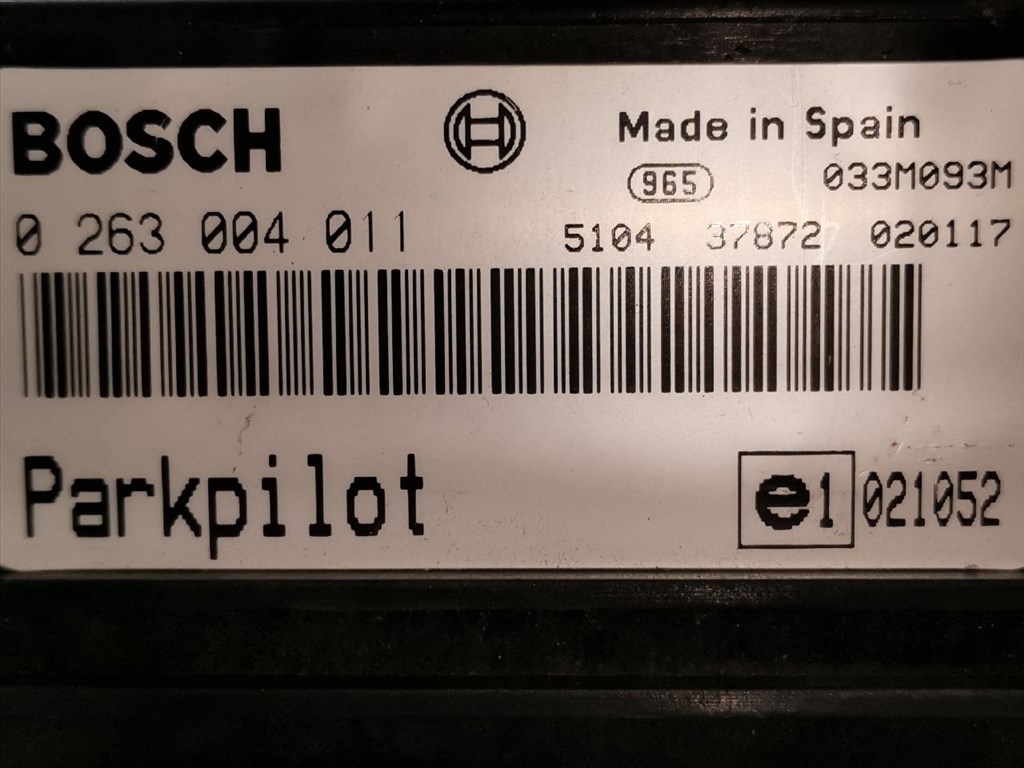 BOSCH Made in Spain
965 033M093M
0 263 004 011 5104 37872 020117
Parkpilot e1 021052